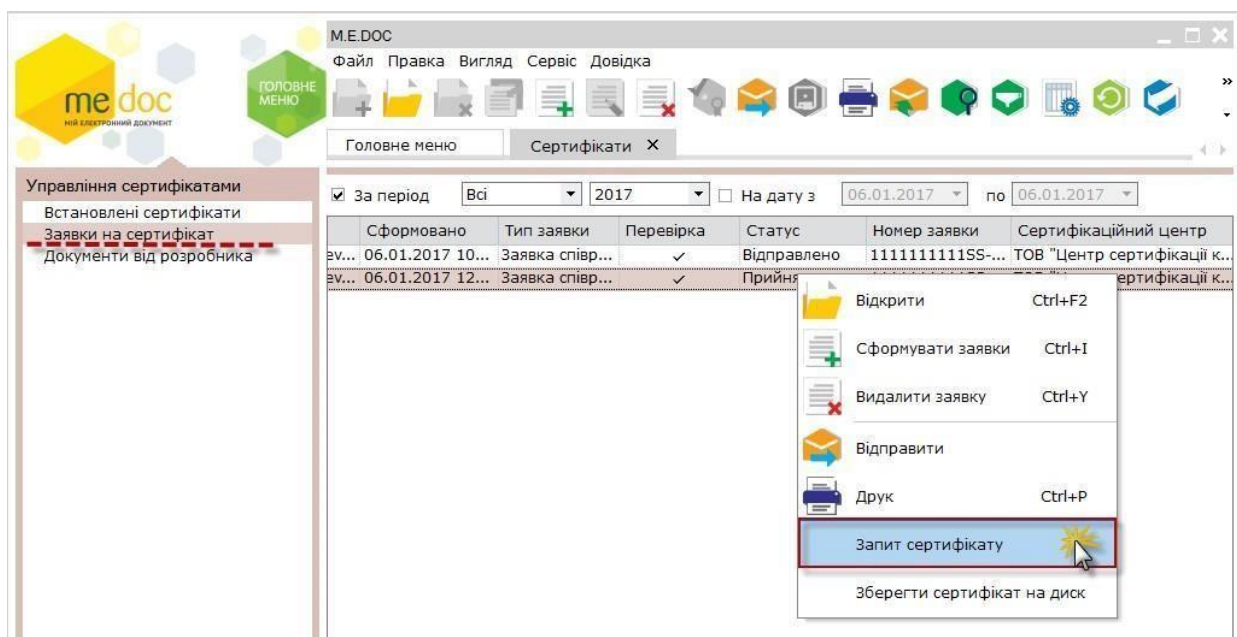 M.E.DOC
Файл Правка Вигляд Сервіс Довідка
me doc
МІЙ ЕЛЕКТРОННИЙ ДОКУМЕНТ
ГОЛОВНЕ
МЕНЮ
Головне меню Сертифікати X
Управління сертифікатами
Встановлені сертифікати
Заявки на сертифікат
Документи від розробника
За період Всі 2017 На дату з 06.01.2017 по 06.01.2017
Сформовано Тип заявки Перевірка Статус Номер заявки Сертифікаційний центр
ev... 06.01.2017 10... Заявка співр... ✓ Відправлено 1111111111SS-... ТОВ "Центр сертифікації к...
ev... 06.01.2017 12... Заявка співр... ✓
Відкрити Ctrl+F2
Сформувати заявки Ctrl+I
Видалити заявку Ctrl+Y
Відправити
Друк Ctrl+P
Запит сертифікату
Зберегти сертифікат на диск